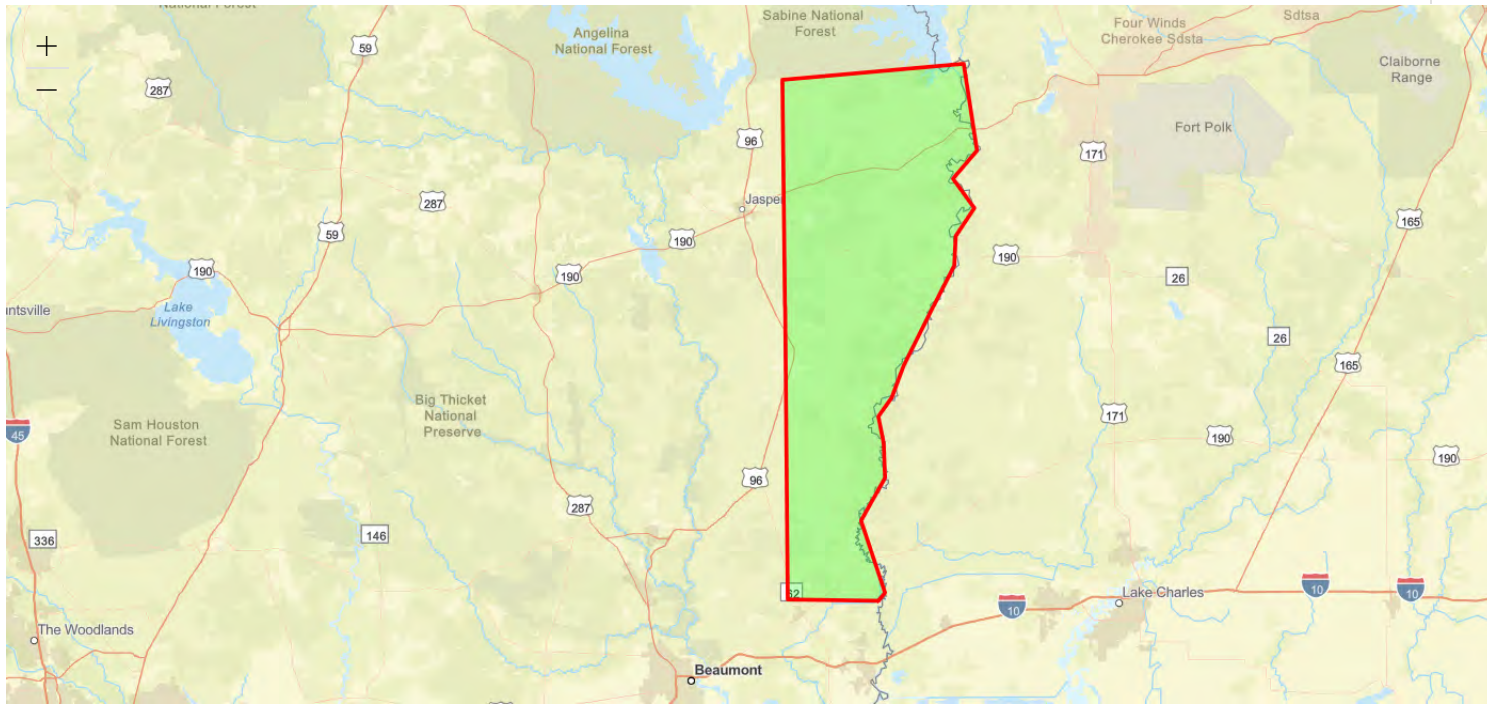 National Forest
Sabine National
Forest
Four Winds
Cherokee Sdsta
Sdtsa
+
59
Angelina
National Forest
Claiborne
Range
−
287
Fort Polk
96
171
Jaspe
287
165
59
190
190
190
190
26
Lake
Livingston
ntsville
26
165
Big Thicket
National
Preserve
171
Sam Houston
National Forest
45
190
190
96
287
336
146
62
10
10
10
Lake Charles
The Woodlands
Beaumont